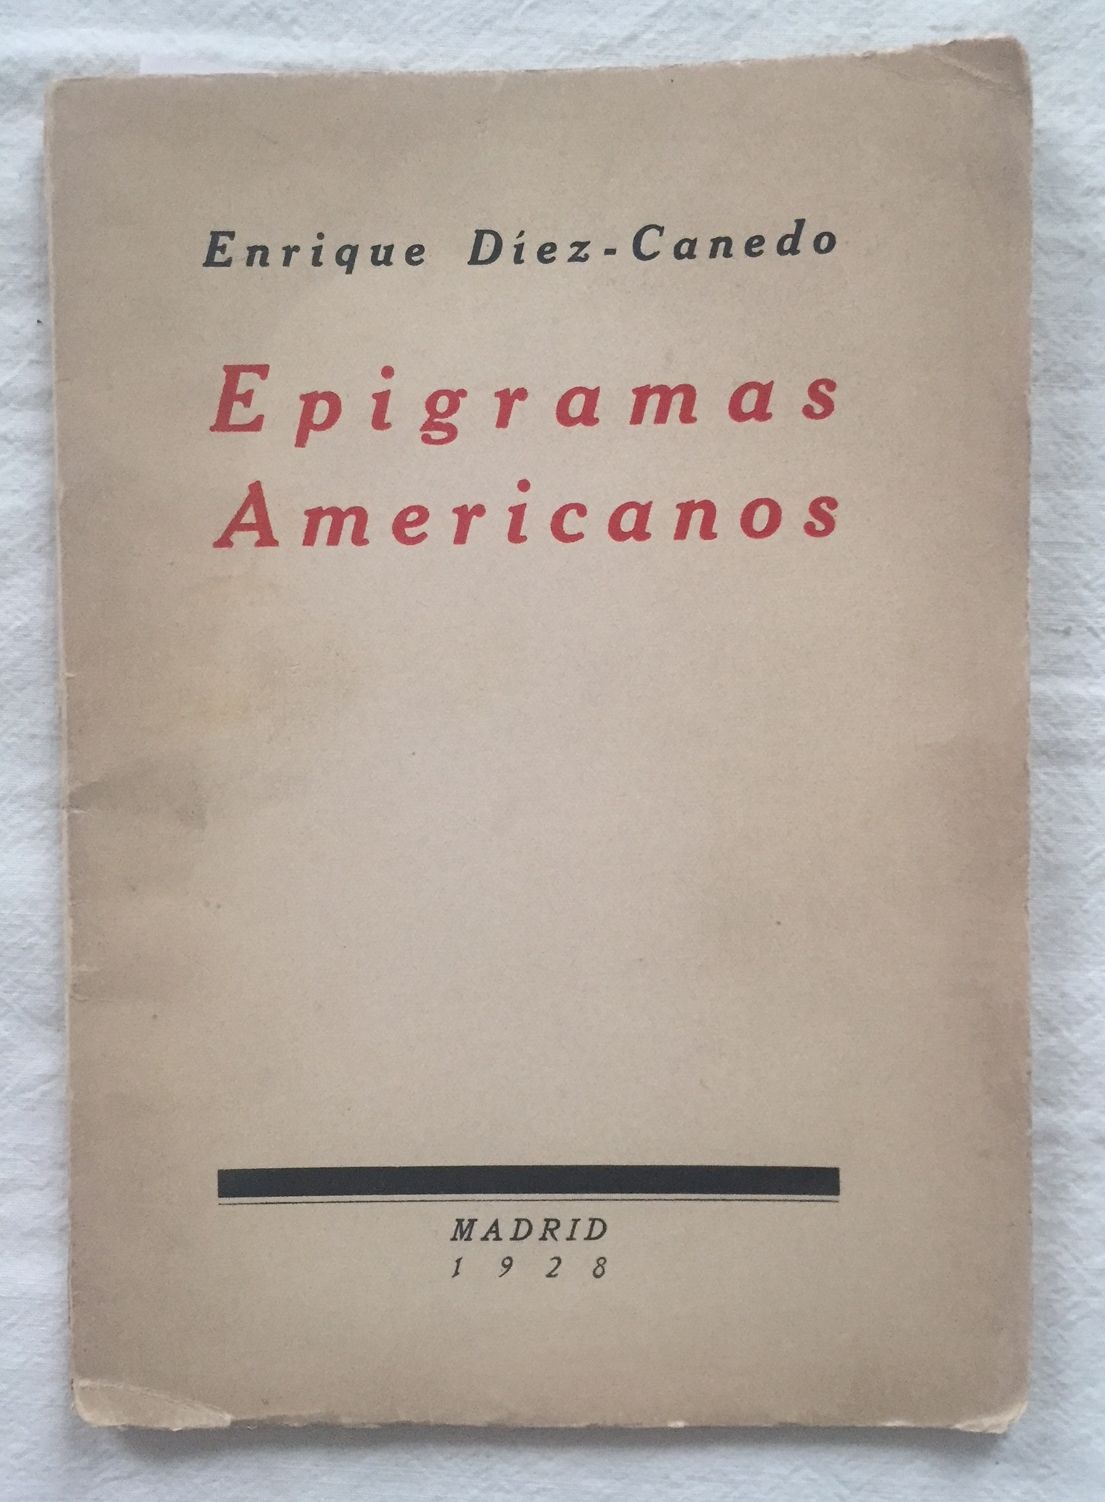 Enrique Díez-Canedo
Epigramas
Americanos
MADRID
1928